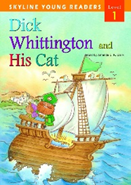 SKYLINE YOUNG READERS
Level
1
Dick
Whittington and
His Cat